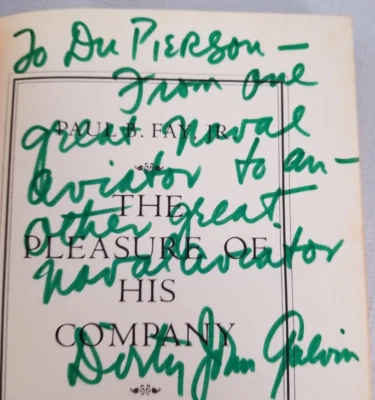 To Du Pierson —
From one
great Naval
Aviator to an-
other great
Naval Aviator
Dirty John Galvin
PAUL B. FAY, JR.
THE
PLEASURE OF
HIS
COMPANY